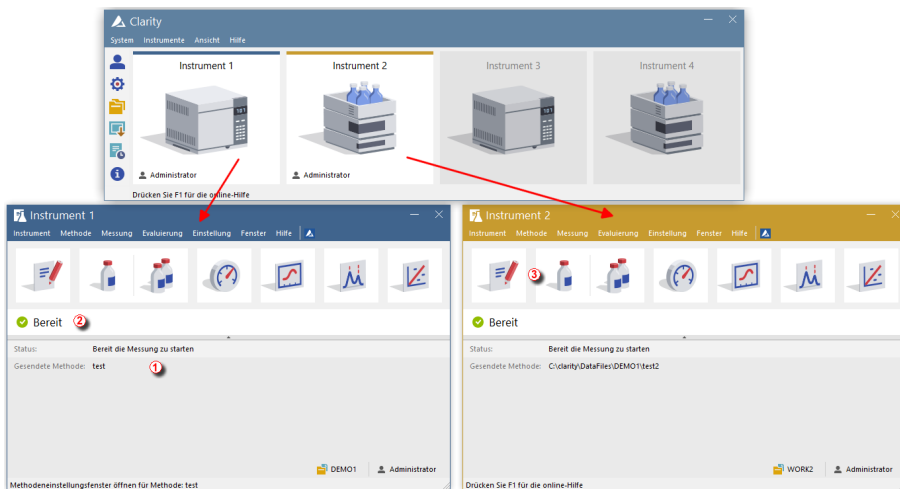 Clarity
System Instrumente Ansicht Hilfe
Instrument 1 Instrument 2 Instrument 3 Instrument 4
Administrator Administrator
Drücken Sie F1 für die online-Hilfe
Instrument 1
Instrument Methode Messung Evaluierung Einstellung Fenster Hilfe
Bereit 2
Status: Bereit die Messung zu starten
Gesendete Methode: test 1
DEMO1 Administrator
Methodeneinstellungsfenster öffnen für Methode: test
Instrument 2
Instrument Methode Messung Evaluierung Einstellung Fenster Hilfe
3
Bereit
Status: Bereit die Messung zu starten
Gesendete Methode: C:\clarity\DataFiles\DEMO1\test2
WORK2 Administrator
Drücken Sie F1 für die online-Hilfe